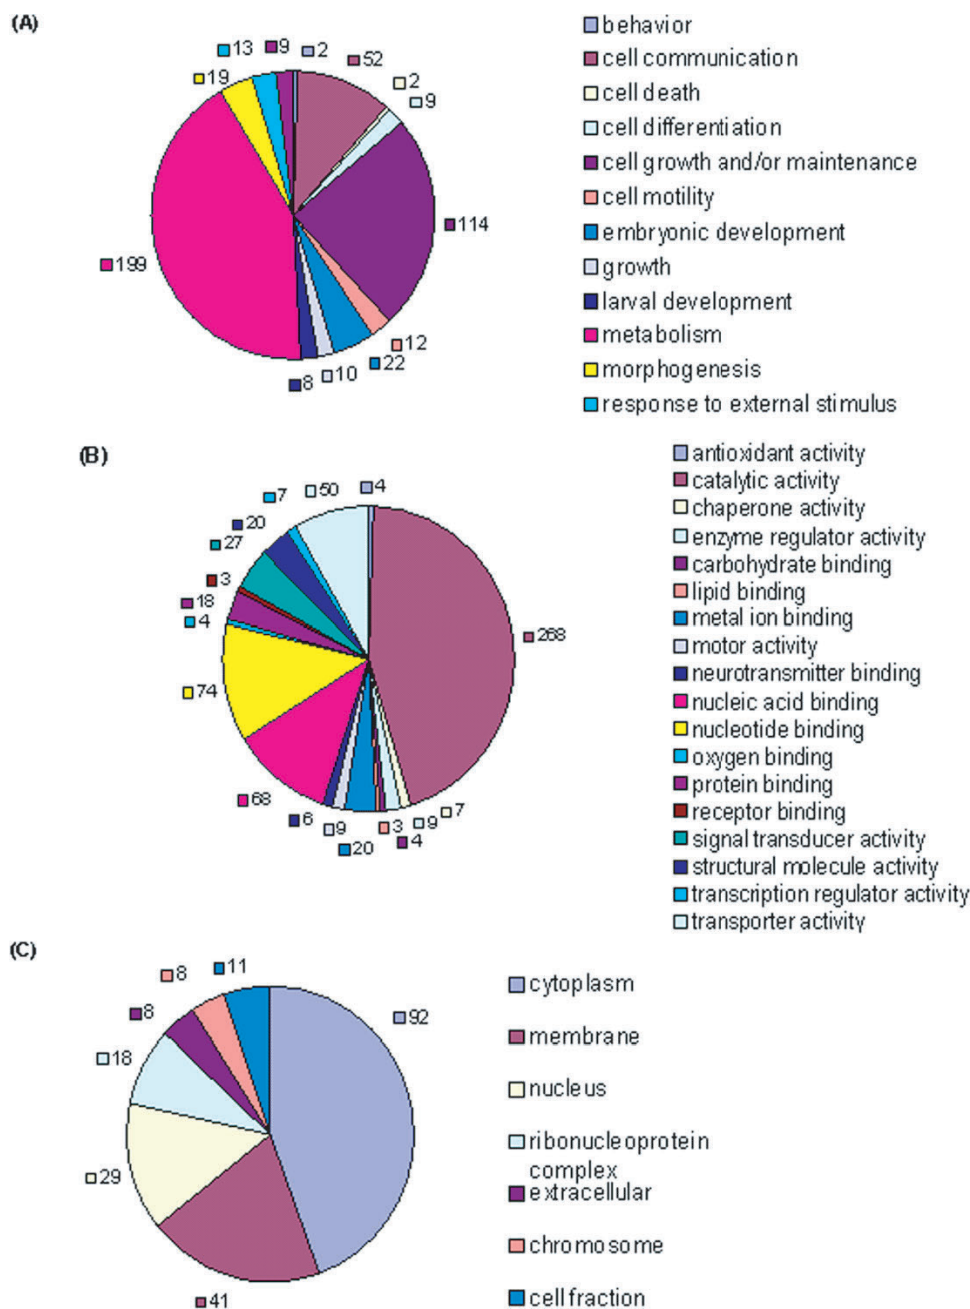 (A)
13
9
2
52
19
2
9
114
199
12
22
10
8
behavior
cell communication
cell death
cell differentiation
cell growth and/or maintenance
cell motility
embryonic development
growth
larval development
metabolism
morphogenesis
response to external stimulus
(B)
7
50
4
20
27
3
18
4
268
74
68
6
9
20
3
4
9
7
antioxidant activity
catalytic activity
chaperone activity
enzyme regulator activity
carbohydrate binding
lipid binding
metal ion binding
motor activity
neurotransmitter binding
nucleic acid binding
nucleotide binding
oxygen binding
protein binding
receptor binding
signal transducer activity
structural molecule activity
transcription regulator activity
transporter activity
(C)
8
11
8
92
18
29
41
cytoplasm
membrane
nucleus
ribonucleoprotein
complex
extracellular
chromosome
cell fraction